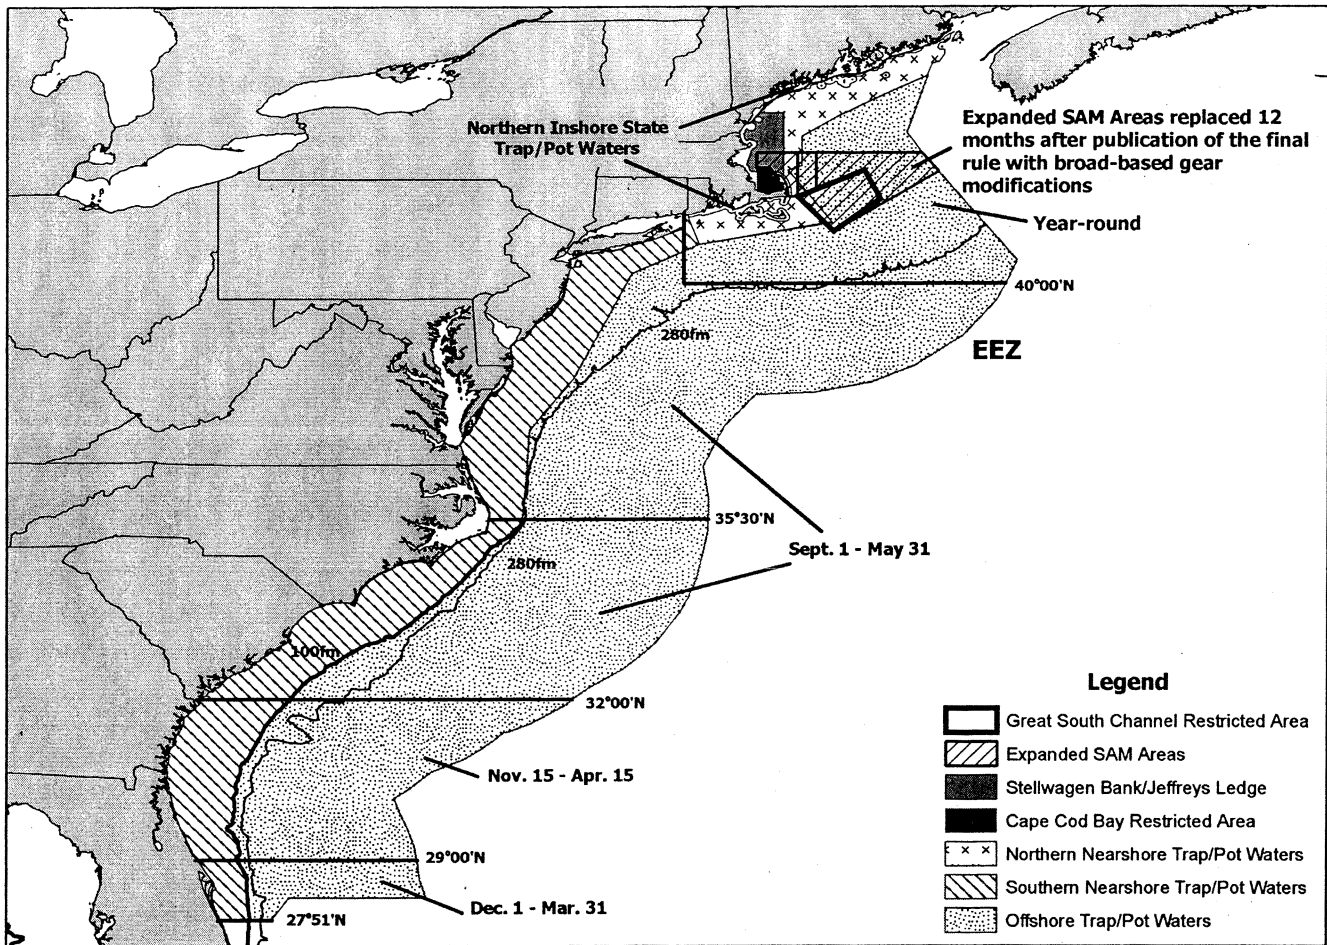 Northern Inshore State
Trap/Pot Waters
Expanded SAM Areas replaced 12
months after publication of the final
rule with broad-based gear
modifications
Year-round
40°00'N
280fm
EEZ
35°30'N
Sept. 1 - May 31
280fm
100fm
32°00'N
Nov. 15 - Apr. 15
29°00'N
Dec. 1 - Mar. 31
27°51'N
Legend
Great South Channel Restricted Area
Expanded SAM Areas
Stellwagen Bank/Jeffreys Ledge
Cape Cod Bay Restricted Area
Northern Nearshore Trap/Pot Waters
Southern Nearshore Trap/Pot Waters
Offshore Trap/Pot Waters